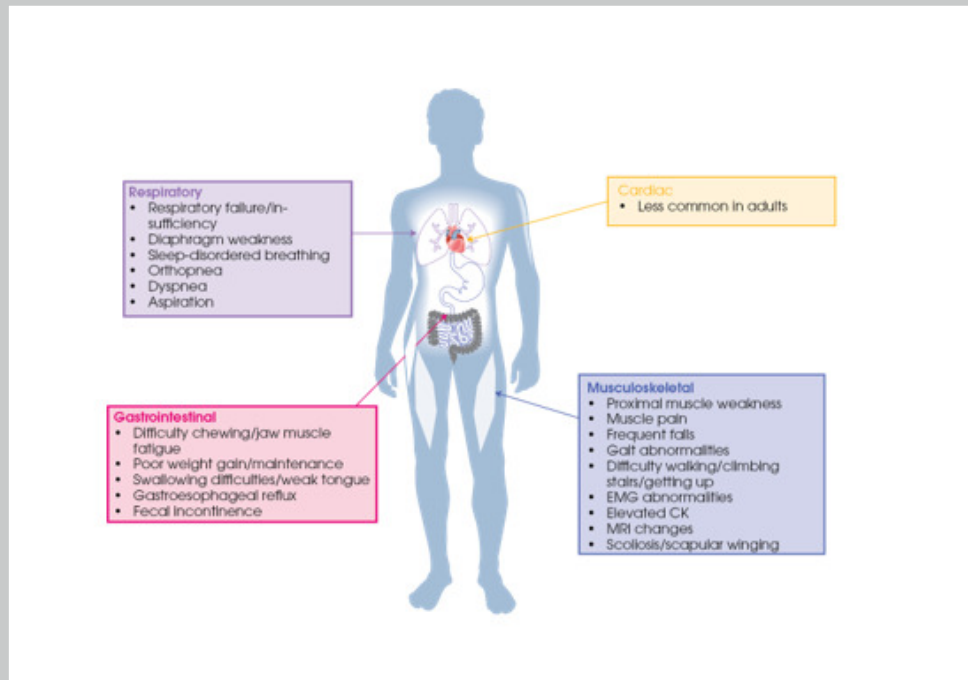 Respiratory
• Respiratory failure/in-
sufficiency
• Diaphragm weakness
• Sleep-disordered breathing
• Orthopnea
• Dyspnea
• Aspiration
Cardiac
• Less common in adults
Gastrointestinal
• Difficulty chewing/jaw muscle
fatigue
• Poor weight gain/maintenance
• Swallowing difficulties/weak tongue
• Gastroesophageal reflux
• Fecal incontinence
Musculoskeletal
• Proximal muscle weakness
• Muscle pain
• Frequent falls
• Gait abnormalities
• Difficulty walking/climbing
stairs/getting up
• EMG abnormalities
• Elevated CK
• MRI changes
• Scoliosis/scapular winging